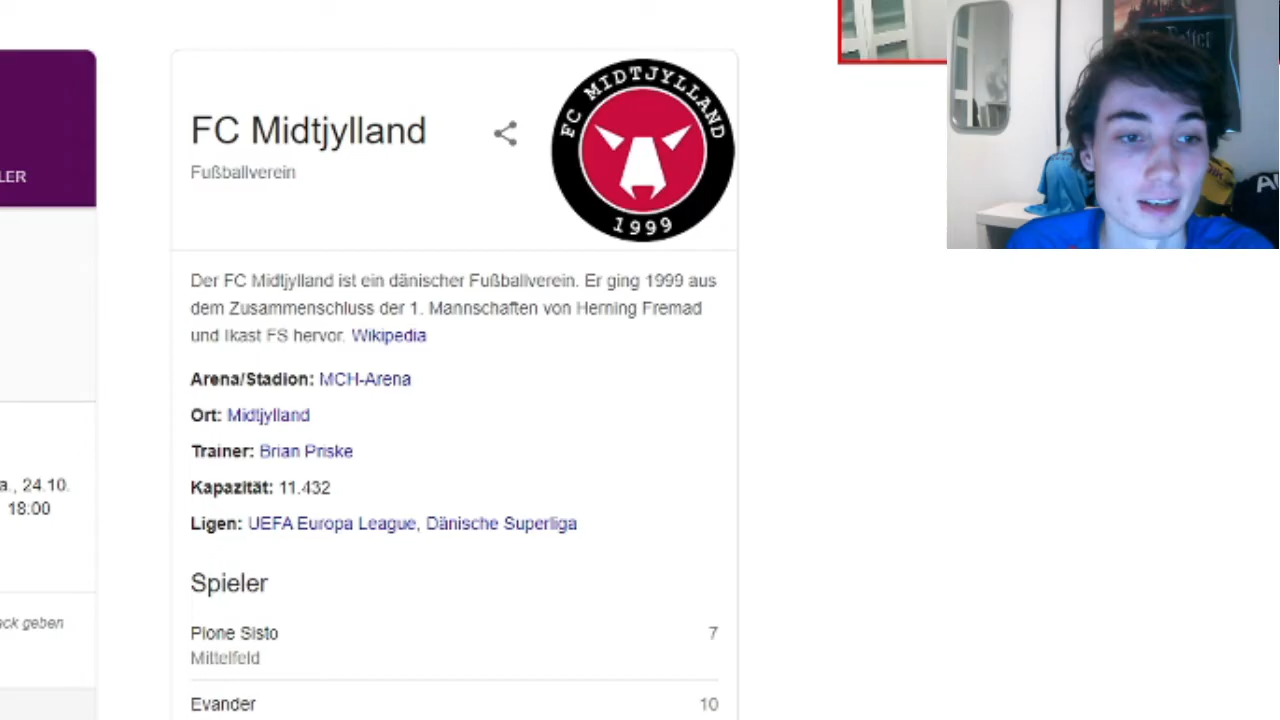 LER
a., 24.10.
18:00
ack geben
FC Midtjylland
Fußballverein
FC MIDTJYLLAND
1999
Der FC Midtjylland ist ein dänischer Fußballverein. Er ging 1999 aus
dem Zusammenschluss der 1. Mannschaften von Herning Fremad
und Ikast FS hervor. Wikipedia
Arena/Stadion: MCH-Arena
Ort: Midtjylland
Trainer: Brian Priske
Kapazität: 11.432
Ligen: UEFA Europa League, Dänische Superliga
Spieler
Pione Sisto 7
Mittelfeld
Evander 10